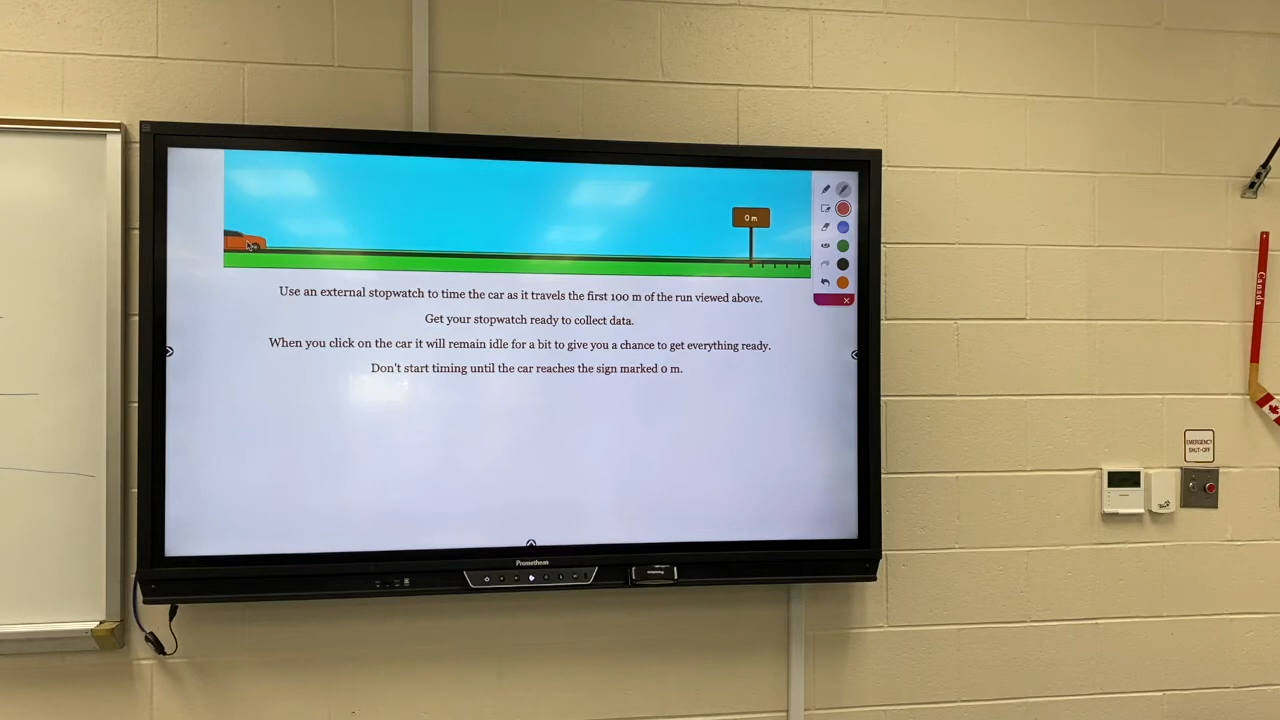 0 m
Use an external stopwatch to time the car as it travels the first 100 m of the run viewed above.
Get your stopwatch ready to collect data.
When you click on the car it will remain idle for a bit to give you a chance to get everything ready.
Don't start timing until the car reaches the sign marked 0 m.
Promethean
Canada
EMERGENCY
SHUT-OFF